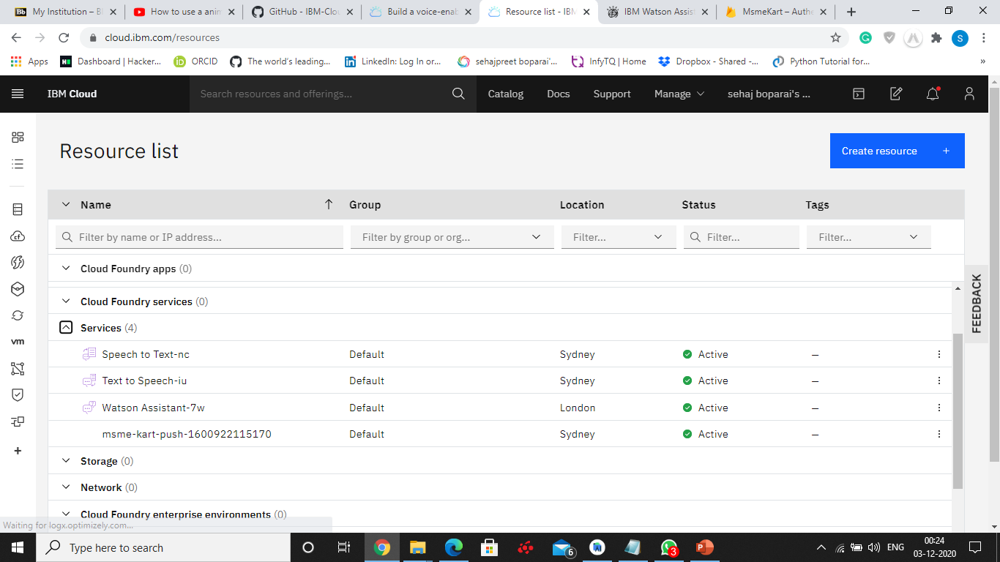 Bb My Institution – Bl
How to use a anin
GitHub - IBM-Clou
Build a voice-enab
Resource list - IBM
IBM Watson Assist
MsmeKart – Authe
cloud.ibm.com/resources
S
Apps
Dashboard | Hacker...
ORCID
The world's leading...
LinkedIn: Log In or...
sehajpreet boparai'...
InfyTQ | Home
Dropbox - Shared -...
Python Tutorial for...
»
IBM Cloud
Search resources and offerings...
Catalog
Docs
Support
Manage
sehaj boparai's ...
Resource list
Create resource +
Name Group Location Status Tags
Filter by name or IP address... Filter by group or org... Filter... Filter... Filter...
Cloud Foundry apps (0)
Cloud Foundry services (0)
Services (4)
Speech to Text-nc Default Sydney Active –
Text to Speech-iu Default Sydney Active –
Watson Assistant-7w Default London Active –
msme-kart-push-1600922115170 Default Sydney Active –
Storage (0)
Network (0)
Cloud Foundry enterprise environments (0)
cf
vm
FEEDBACK
Waiting for logx.optimizely.com...
Type here to search
6
3
P
ENG
00:24
03-12-2020